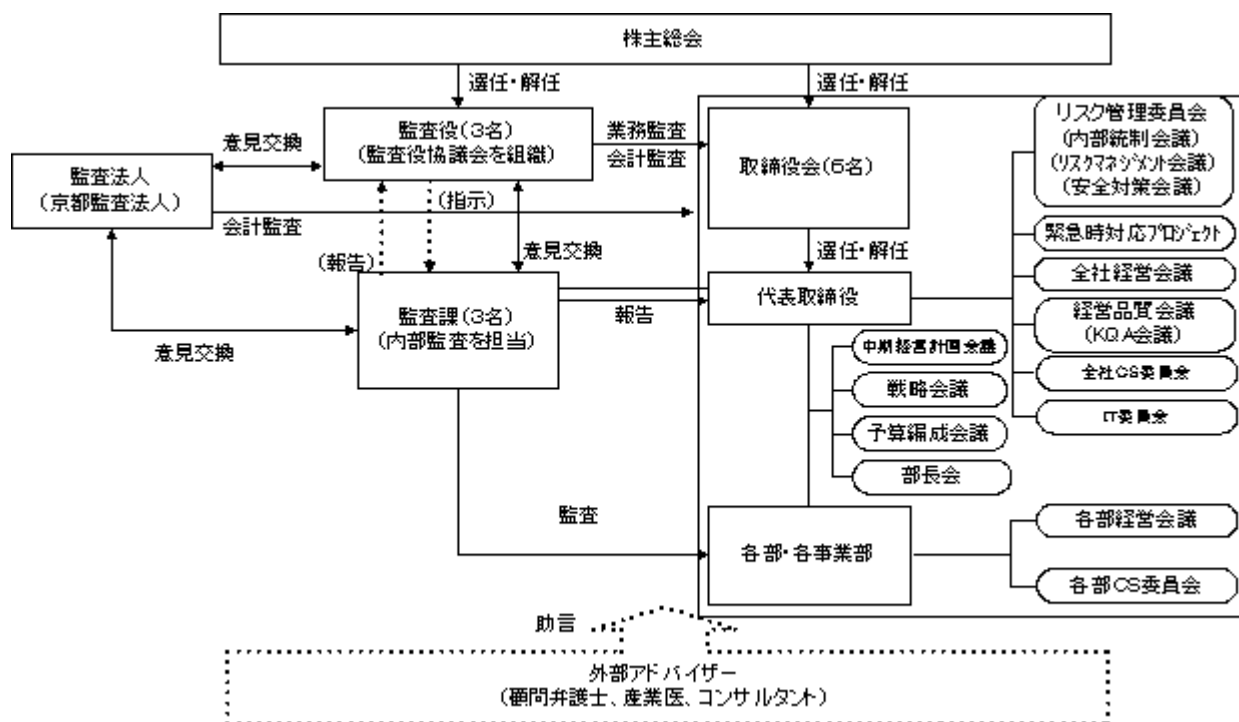 株主総会
選任・解任
選任・解任
監査役(3名)
(監査役協議会を組織)
業務監査
会計監査
取締役会(6名)
リスク管理委員会
(内部統制会議)
(リスクマネジメント会議)
(安全対策会議)
意見交換
監査法人
(京都監査法人)
会計監査
(指示)
(報告)
意見交換
選任・解任
緊急時対応プロジェクト
全社経営会議
経営品質会議
(KQA会議)
全社CS委員会
IT委員会
代表取締役
報告
監査課(3名)
(内部監査を担当)
意見交換
中期経営計画会議
戦略会議
予算編成会議
部長会
監査
各部・各事業部
各部経営会議
各部CS委員会
助言
外部アドバイザー
(顧問弁護士、産業医、コンサルタント)